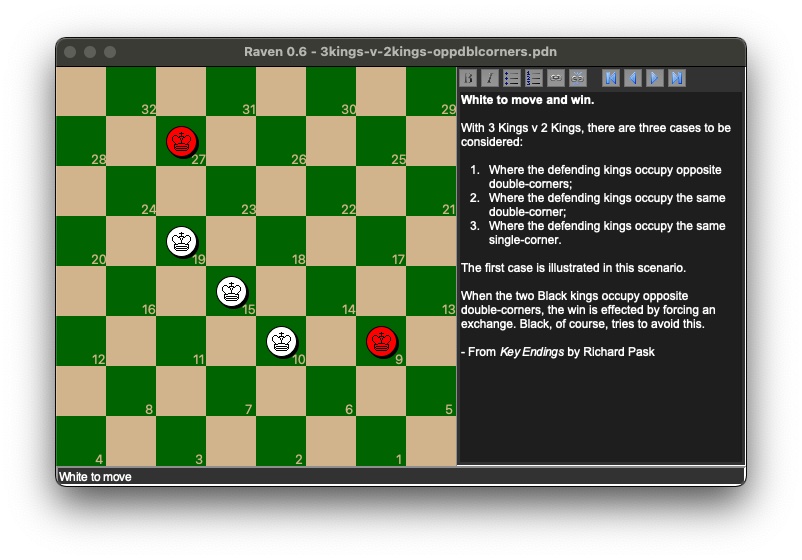 Raven 0.6 - 3kings-v-2kings-oppdblcorners.pdn
32 31 30 29
28 27 26 25
24 23 22 21
20 19 18 17
16 15 14 13
12 11 10 9
8 7 6 5
4 3 2 1
B I
White to move and win.
With 3 Kings v 2 Kings, there are three cases to be
considered:
1. Where the defending kings occupy opposite
double-corners;
2. Where the defending kings occupy the same
double-corner;
3. Where the defending kings occupy the same
single-corner.
The first case is illustrated in this scenario.
When the two Black kings occupy opposite
double-corners, the win is effected by forcing an
exchange. Black, of course, tries to avoid this.
- From Key Endings by Richard Pask
White to move